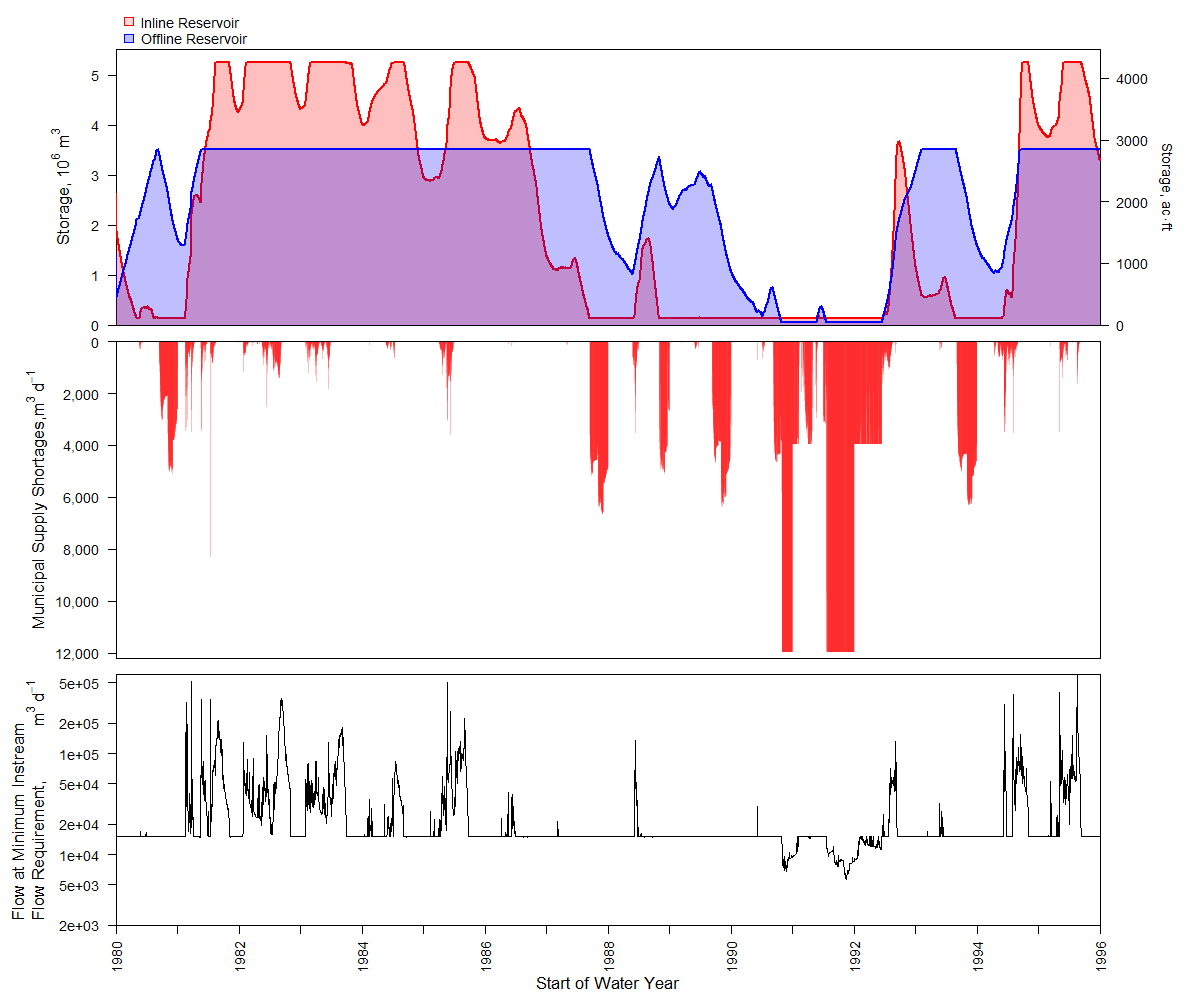 Inline Reservoir
Offline Reservoir
Storage, 10⁶ m³
5
4
3
2
1
0
4000
3000
2000
1000
0
Storage, ac·ft
Municipal Supply Shortages,m³ d⁻¹
0
2,000
4,000
6,000
8,000
10,000
12,000
Flow at Minimum Instream
Flow Requirement, m³ d⁻¹
5e+05
2e+05
1e+05
5e+04
2e+04
1e+04
5e+03
2e+03
1980
1982
1984
1986
1988
1990
1992
1994
1996
Start of Water Year